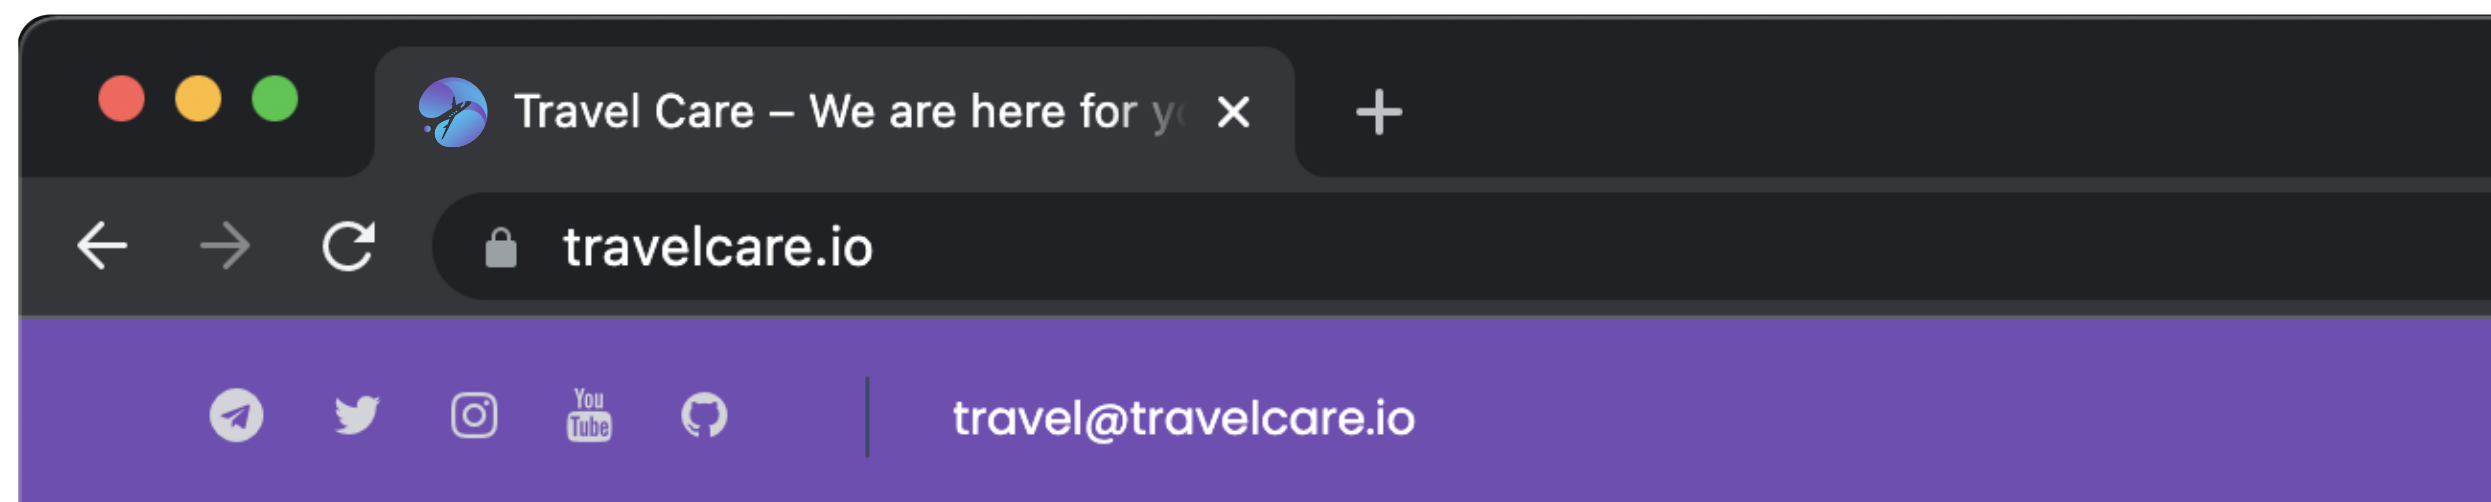 Travel Care – We are here for
travelcare.io
You
Tube
travel@travelcare.io